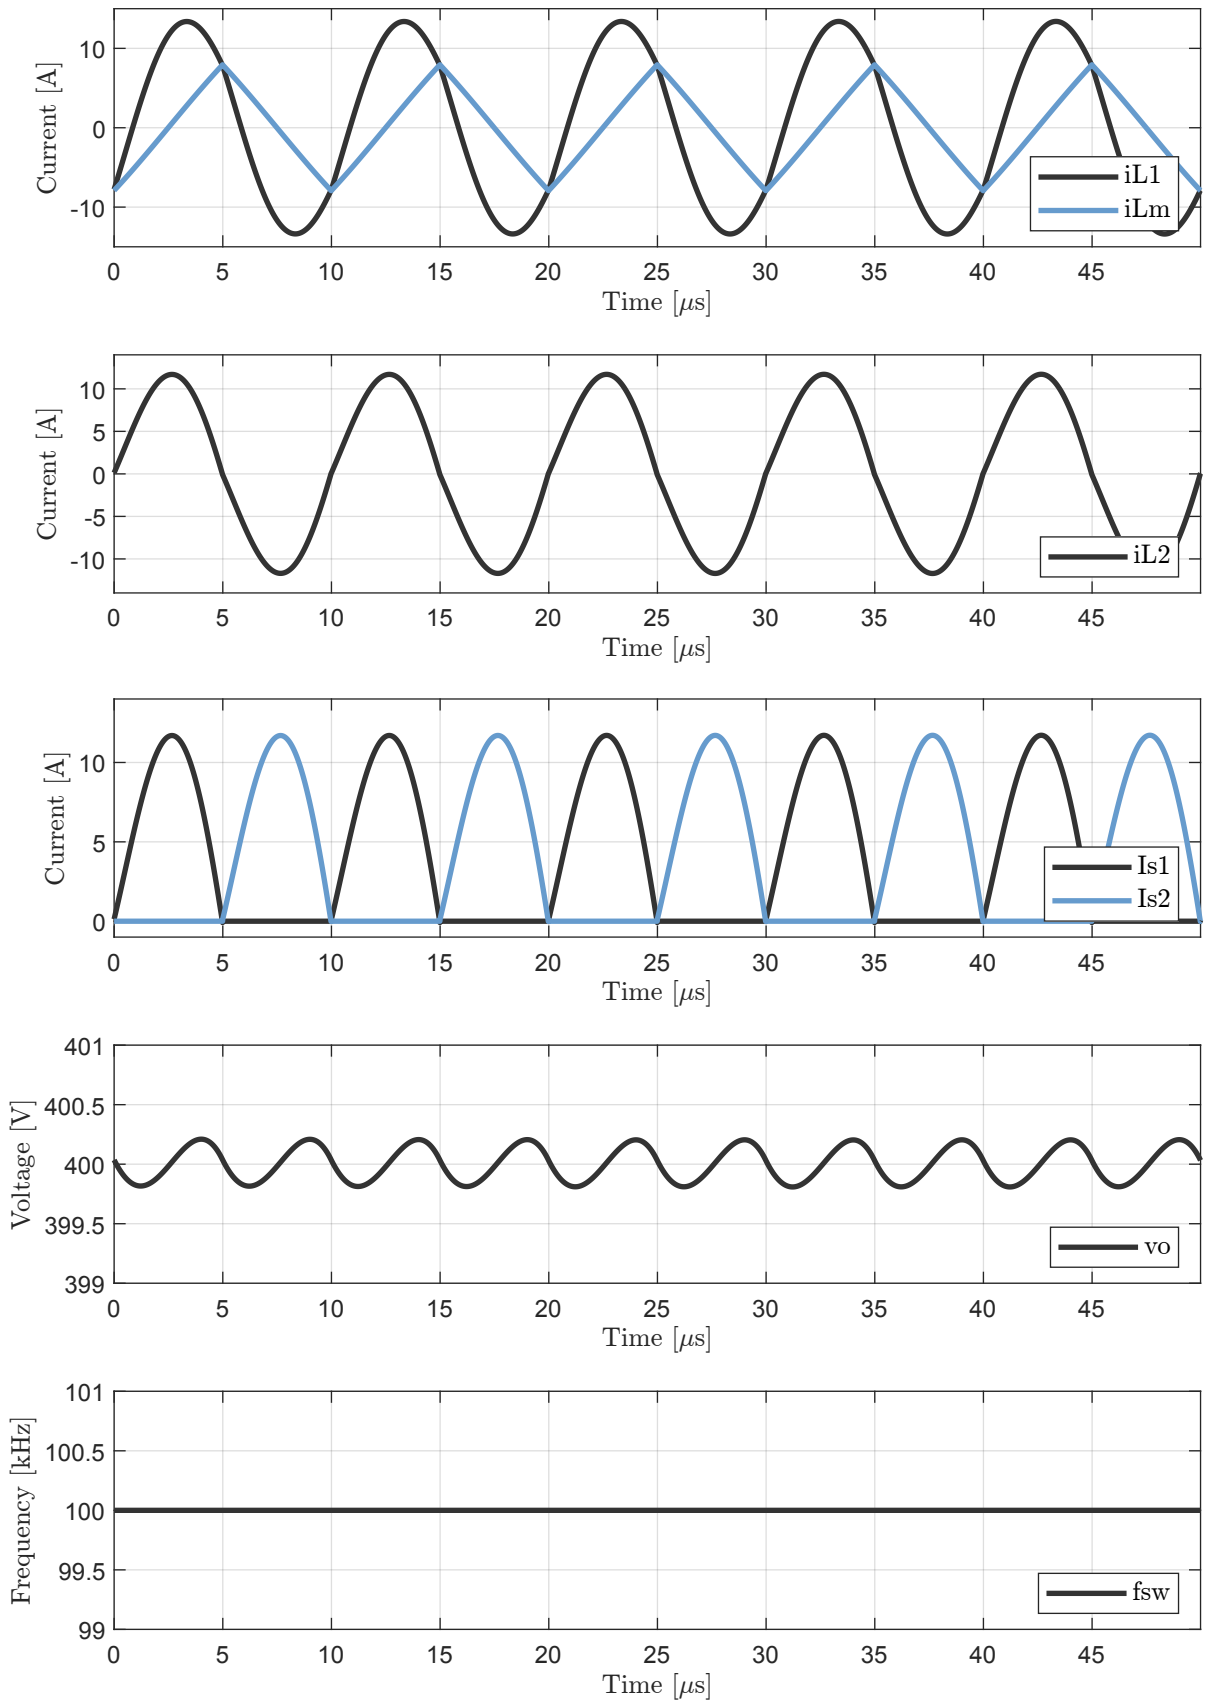 10
0
-10
Current [A]
iL1
iLm
0 5 10 15 20 25 30 35 40 45
Time [μs]
10
5
0
-5
-10
Current [A]
iL2
0 5 10 15 20 25 30 35 40 45
Time [μs]
10
5
0
Current [A]
Is1
Is2
0 5 10 15 20 25 30 35 40 45
Time [μs]
401
400.5
400
399.5
399
Voltage [V]
vo
0 5 10 15 20 25 30 35 40 45
Time [μs]
101
100.5
100
99.5
99
Frequency [kHz]
fsw
0 5 10 15 20 25 30 35 40 45
Time [μs]